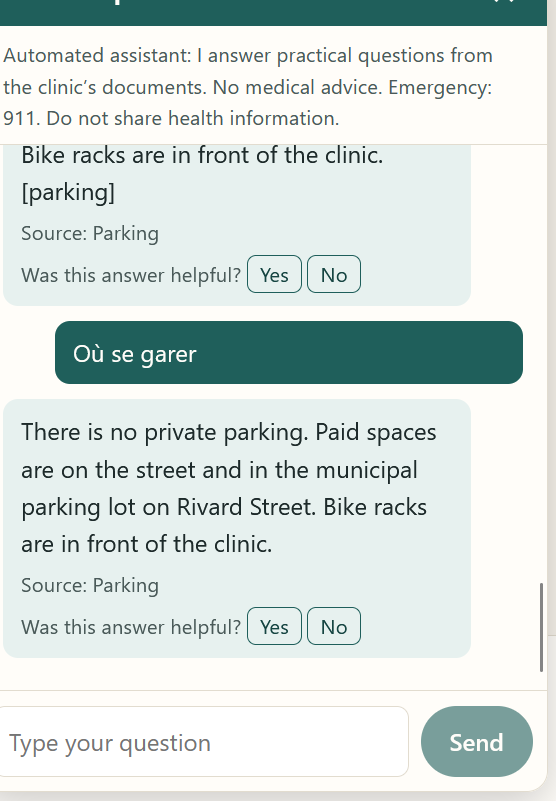 Automated assistant: I answer practical questions from
the clinic’s documents. No medical advice. Emergency:
911. Do not share health information.
Bike racks are in front of the clinic.
[parking]
Source: Parking
Was this answer helpful? Yes No
Où se garer
There is no private parking. Paid spaces
are on the street and in the municipal
parking lot on Rivard Street. Bike racks
are in front of the clinic.
Source: Parking
Was this answer helpful? Yes No
Type your question
Send